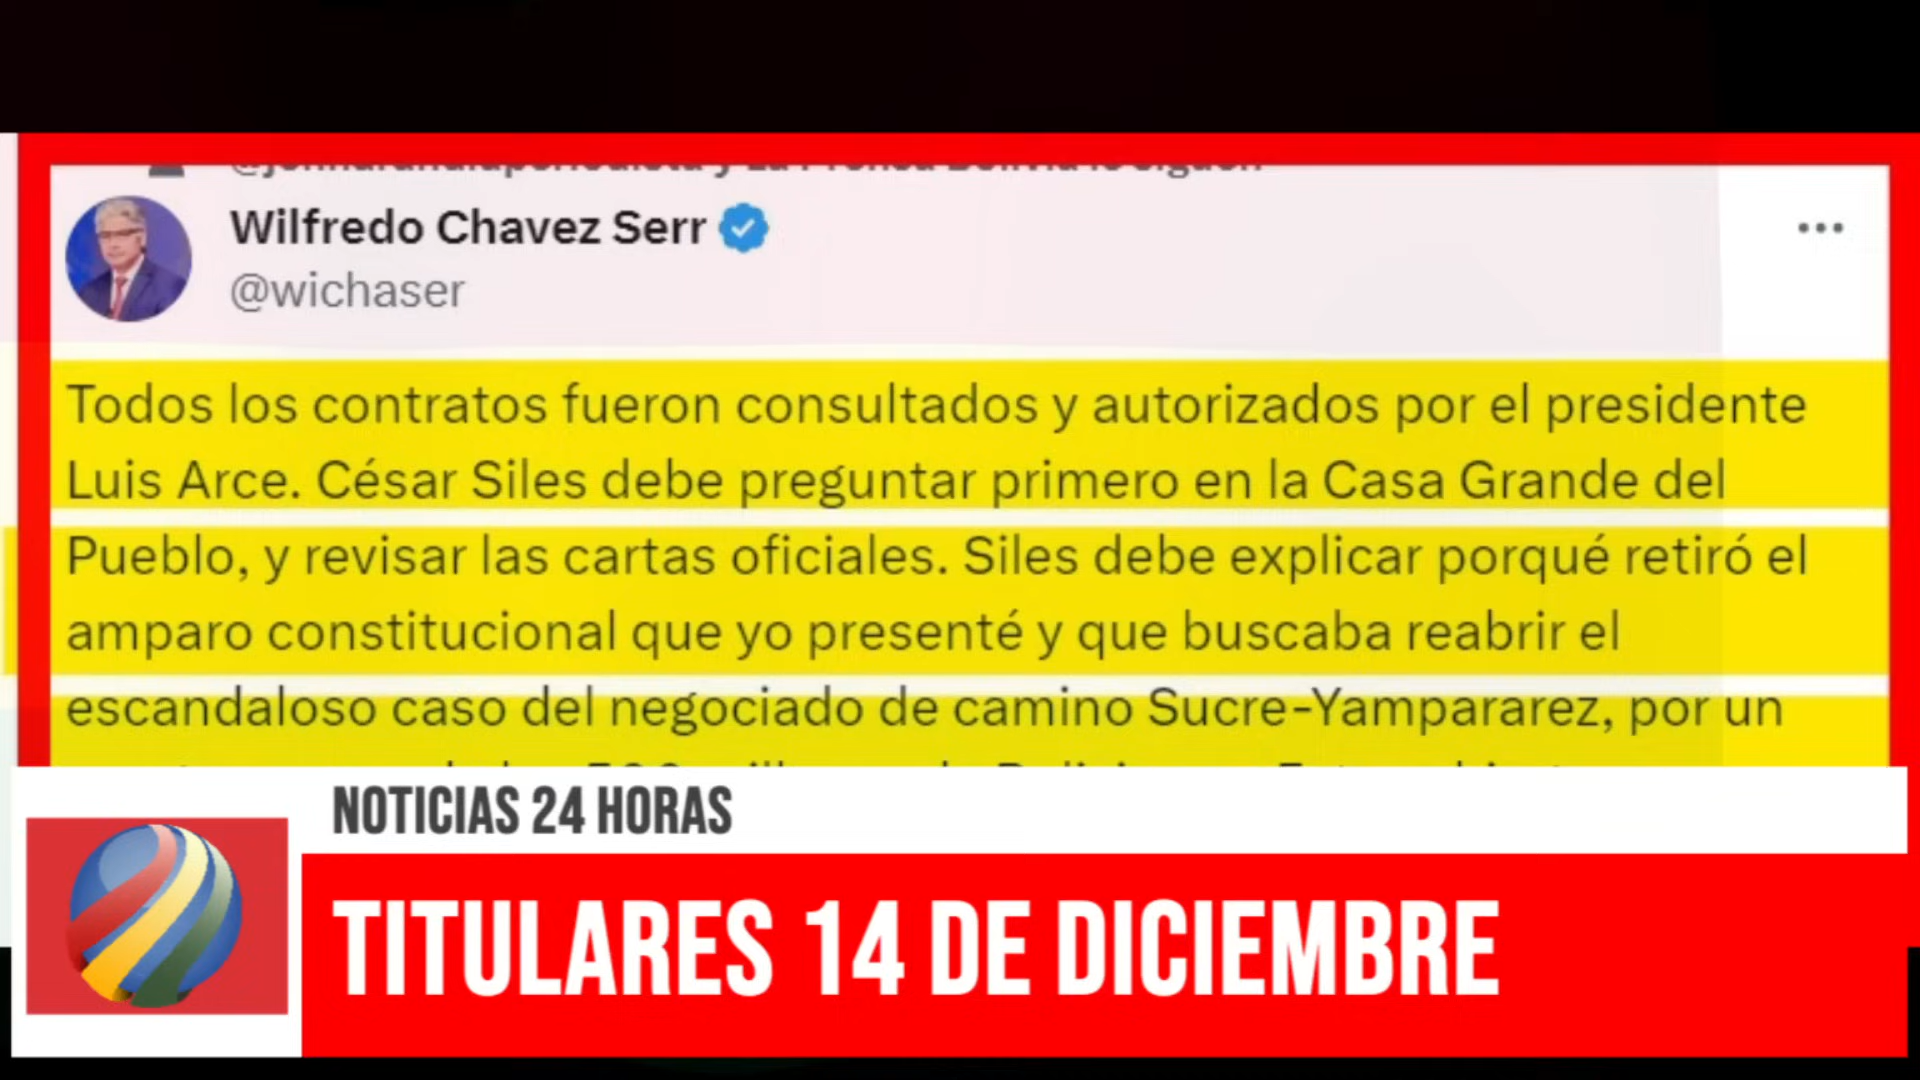 Wilfredo Chavez Serr
@wichaser
Todos los contratos fueron consultados y autorizados por el presidente
Luis Arce. César Siles debe preguntar primero en la Casa Grande del
Pueblo, y revisar las cartas oficiales. Siles debe explicar porqué retiró el
amparo constitucional que yo presenté y que buscaba reabrir el
escandaloso caso del negociado de camino Sucre-Yampararez, por un
NOTICIAS 24 HORAS
TITULARES 14 DE DICIEMBRE